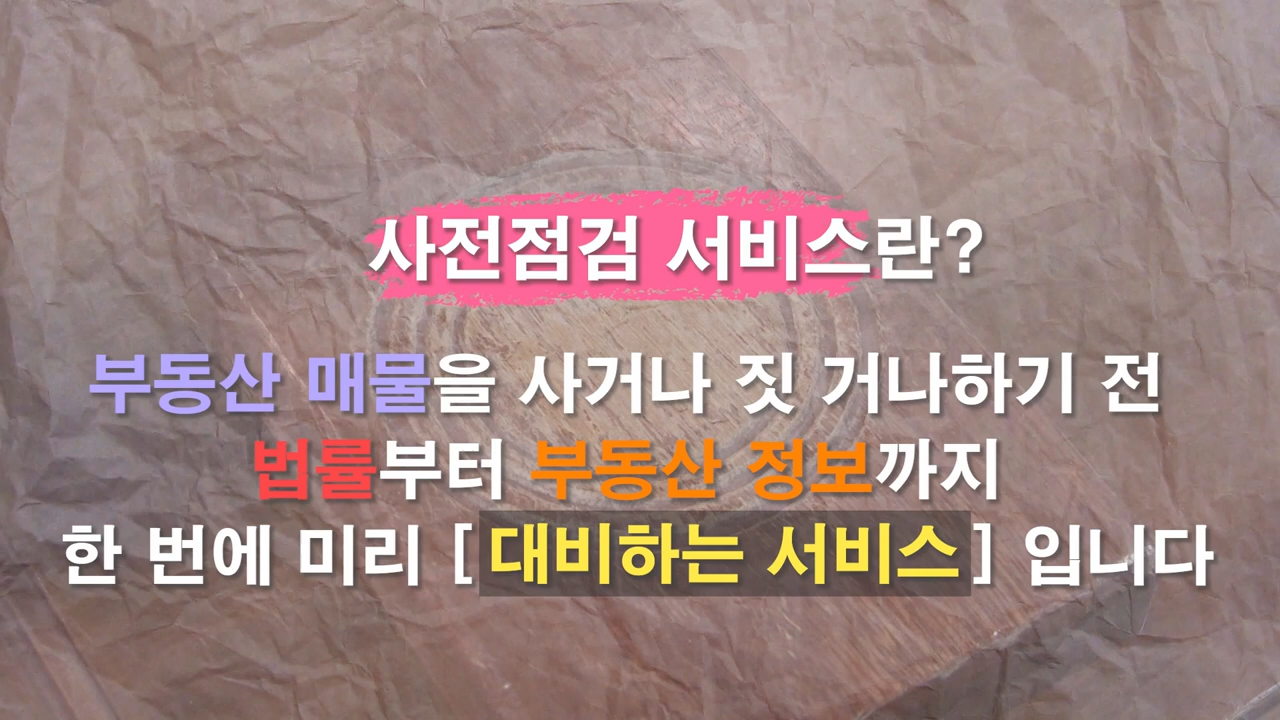 사전점검 서비스란?
부동산 매물을 사거나 짓 거나하기 전
법률부터 부동산 정보까지
한 번에 미리 [대비하는 서비스] 입니다